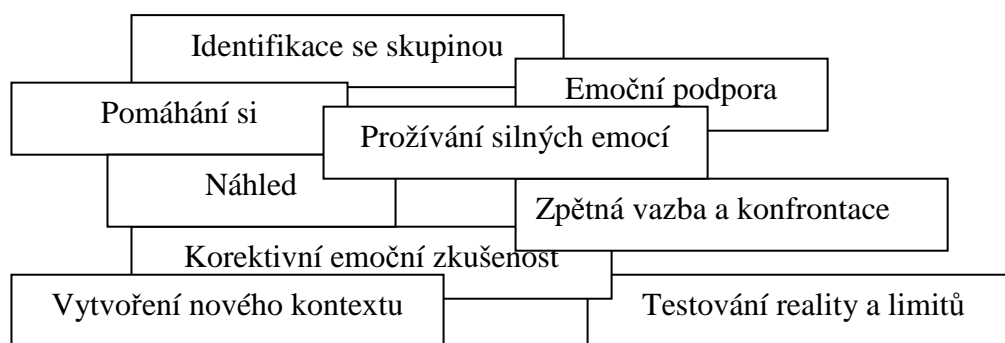 Identifikace se skupinou
Emoční podpora
Pomáhání si
Prožívání silných emocí
Náhled
Zpětná vazba a konfrontace
Korektivní emoční zkušenost
Vytvoření nového kontextu
Testování reality a limitů